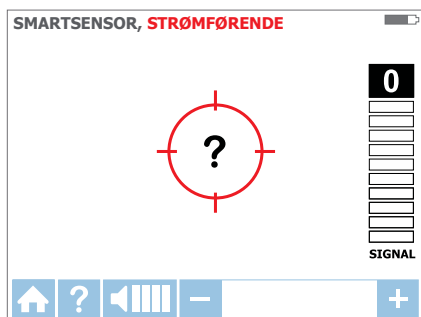 SMARTSENSOR, STRØMFØRENDE
0
?
SIGNAL
? − +